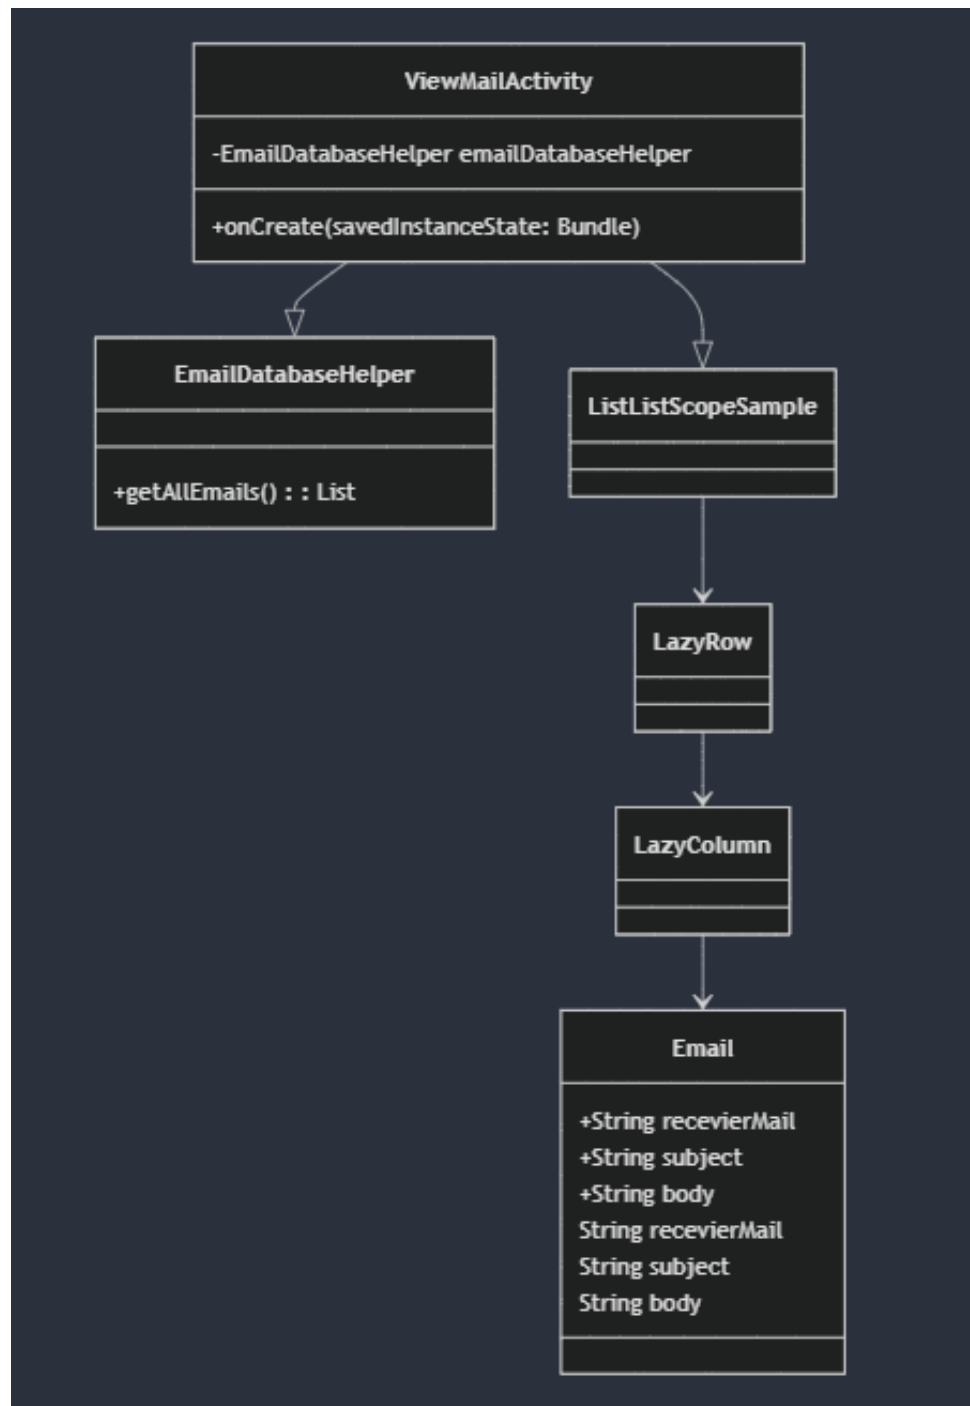 ViewMailActivity
-EmailDatabaseHelper emailDatabaseHelper
+onCreate(savedInstanceState: Bundle)
EmailDatabaseHelper
+getAllEmails() : : List
ListListScopeSample
LazyRow
LazyColumn
Email
+String recevierMail
+String subject
+String body
String recevierMail
String subject
String body